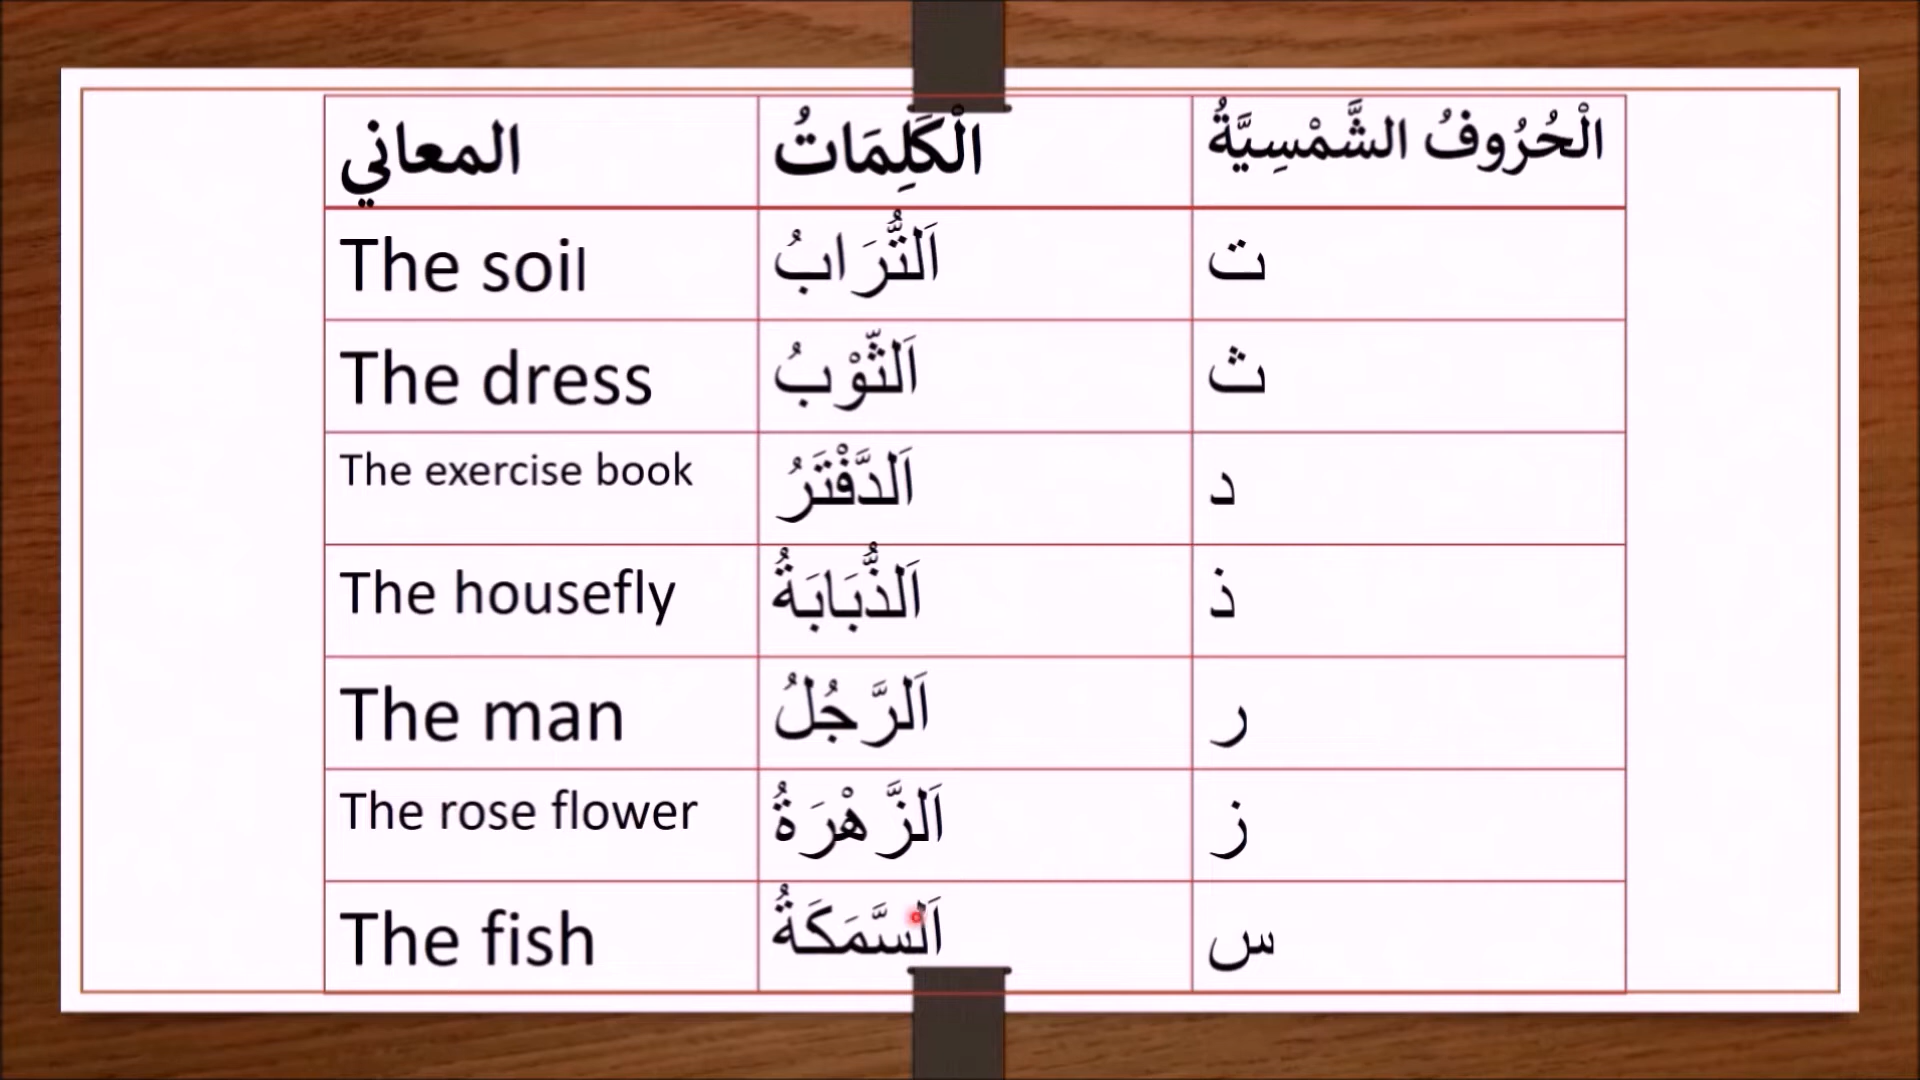 الْحُرُوفُ الشَّمْسِيَّةُ الْكَلِمَاتُ المعاني
ت اَلتُّرَابُ The soil
ث اَلثَّوْبُ The dress
د اَلدَّفْتَرُ The exercise book
ذ اَلذُّبَابَةُ The housefly
ر اَلرَّجُلُ The man
ز اَلزَّهْرَةُ The rose flower
س اَلسَّمَكَةُ The fish